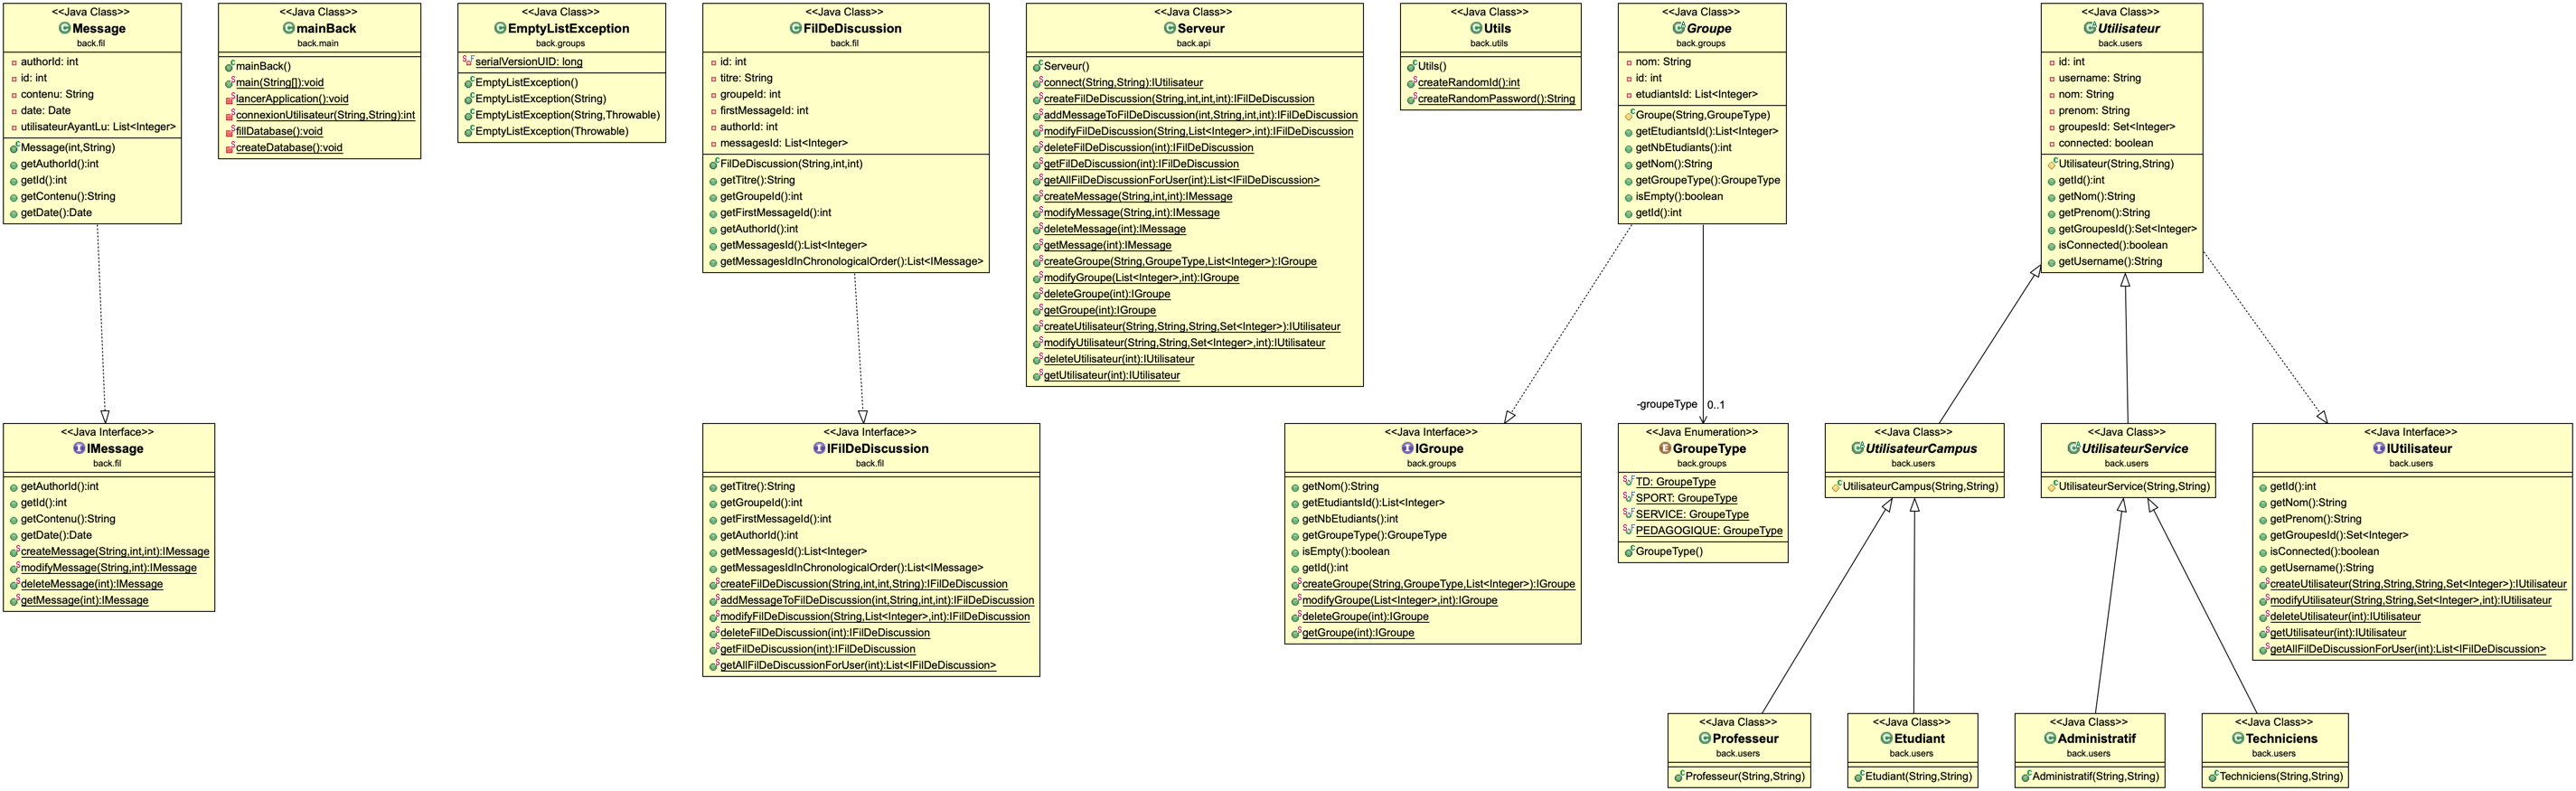 <<Java Class>>
Message
back.fil
authorId: int
id: int
contenu: String
date: Date
utilisateurAyantLu: List<Integer>
Message(int,String)
getAuthorId():int
getId():int
getContenu():String
getDate():Date
<<Java Class>>
mainBack
back.main
mainBack()
main(String[]):void
lancerApplication():void
connexionUtilisateur(String,String):int
fillDatabase():void
createDatabase():void
<<Java Class>>
EmptyListException
back.groups
serialVersionUID: long
EmptyListException()
EmptyListException(String)
EmptyListException(String,Throwable)
EmptyListException(Throwable)
<<Java Class>>
FilDeDiscussion
back.fil
id: int
titre: String
groupeId: int
firstMessageId: int
authorId: int
messagesId: List<Integer>
FilDeDiscussion(String,int,int)
getTitre():String
getGroupeId():int
getFirstMessageId():int
getAuthorId():int
getMessagesId():List<Integer>
getMessagesIdInChronologicalOrder():List<IMessage>
<<Java Class>>
Serveur
back.api
Serveur()
connect(String,String):IUtilisateur
createFilDeDiscussion(String,int,int,int):IFilDeDiscussion
addMessageToFilDeDiscussion(int,String,int,int):IFilDeDiscussion
modifyFilDeDiscussion(String,List<Integer>,int):IFilDeDiscussion
deleteFilDeDiscussion(int):IFilDeDiscussion
getFilDeDiscussion(int):IFilDeDiscussion
getAllFilDeDiscussionForUser(int):List<IFilDeDiscussion>
createMessage(String,int,int):IMessage
modifyMessage(String,int):IMessage
deleteMessage(int):IMessage
getMessage(int):IMessage
createGroupe(String,GroupeType,List<Integer>):IGroupe
modifyGroupe(List<Integer>,int):IGroupe
deleteGroupe(int):IGroupe
getGroupe(int):IGroupe
createUtilisateur(String,String,String,Set<Integer>):IUtilisateur
modifyUtilisateur(String,String,Set<Integer>,int):IUtilisateur
deleteUtilisateur(int):IUtilisateur
getUtilisateur(int):IUtilisateur
<<Java Class>>
Utils
back.utils
Utils()
createRandomId():int
createRandomPassword():String
<<Java Class>>
Groupe
back.groups
nom: String
id: int
etudiantsId: List<Integer>
Groupe(String,GroupeType)
getEtudiantsId():List<Integer>
getNbEtudiants():int
getNom():String
getGroupeType():GroupeType
isEmpty():boolean
getId():int
<<Java Class>>
Utilisateur
back.users
id: int
username: String
nom: String
prenom: String
groupesId: Set<Integer>
connected: boolean
Utilisateur(String,String)
getId():int
getNom():String
getPrenom():String
getGroupesId():Set<Integer>
isConnected():boolean
getUsername():String
-groupeType 0..1
<<Java Interface>>
IMessage
back.fil
getAuthorId():int
getId():int
getContenu():String
getDate():Date
createMessage(String,int,int):IMessage
modifyMessage(String,int):IMessage
deleteMessage(int):IMessage
getMessage(int):IMessage
<<Java Interface>>
IFilDeDiscussion
back.fil
getTitre():String
getGroupeId():int
getFirstMessageId():int
getAuthorId():int
getMessagesId():List<Integer>
getMessagesIdInChronologicalOrder():List<IMessage>
createFilDeDiscussion(String,int,int,String):IFilDeDiscussion
addMessageToFilDeDiscussion(int,String,int,int):IFilDeDiscussion
modifyFilDeDiscussion(String,List<Integer>,int):IFilDeDiscussion
deleteFilDeDiscussion(int):IFilDeDiscussion
getFilDeDiscussion(int):IFilDeDiscussion
getAllFilDeDiscussionForUser(int):List<IFilDeDiscussion>
<<Java Interface>>
IGroupe
back.groups
getNom():String
getEtudiantsId():List<Integer>
getNbEtudiants():int
getGroupeType():GroupeType
isEmpty():boolean
getId():int
createGroupe(String,GroupeType,List<Integer>):IGroupe
modifyGroupe(List<Integer>,int):IGroupe
deleteGroupe(int):IGroupe
getGroupe(int):IGroupe
<<Java Enumeration>>
GroupeType
back.groups
TD: GroupeType
SPORT: GroupeType
SERVICE: GroupeType
PEDAGOGIQUE: GroupeType
GroupeType()
<<Java Class>>
UtilisateurCampus
back.users
UtilisateurCampus(String,String)
<<Java Class>>
UtilisateurService
back.users
UtilisateurService(String,String)
<<Java Interface>>
IUtilisateur
back.users
getId():int
getNom():String
getPrenom():String
getGroupesId():Set<Integer>
isConnected():boolean
getUsername():String
createUtilisateur(String,String,String,Set<Integer>):IUtilisateur
modifyUtilisateur(String,String,Set<Integer>,int):IUtilisateur
deleteUtilisateur(int):IUtilisateur
getUtilisateur(int):IUtilisateur
getAllFilDeDiscussionForUser(int):List<IFilDeDiscussion>
<<Java Class>>
Professeur
back.users
Professeur(String,String)
<<Java Class>>
Etudiant
back.users
Etudiant(String,String)
<<Java Class>>
Administratif
back.users
Administratif(String,String)
<<Java Class>>
Techniciens
back.users
Techniciens(String,String)